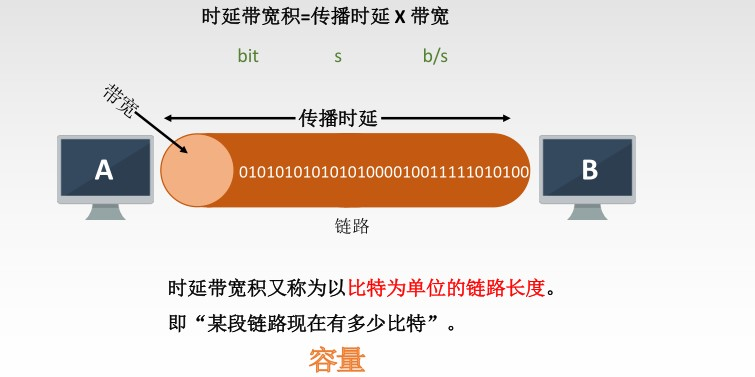 时延带宽积=传播时延 X 带宽
bit s b/s
带宽
传播时延
A
010101010101010000100111110101​00
B
链路
时延带宽积又称为以比特为单位的链路长度。
即“某段链路现在有多少比特”。
容量